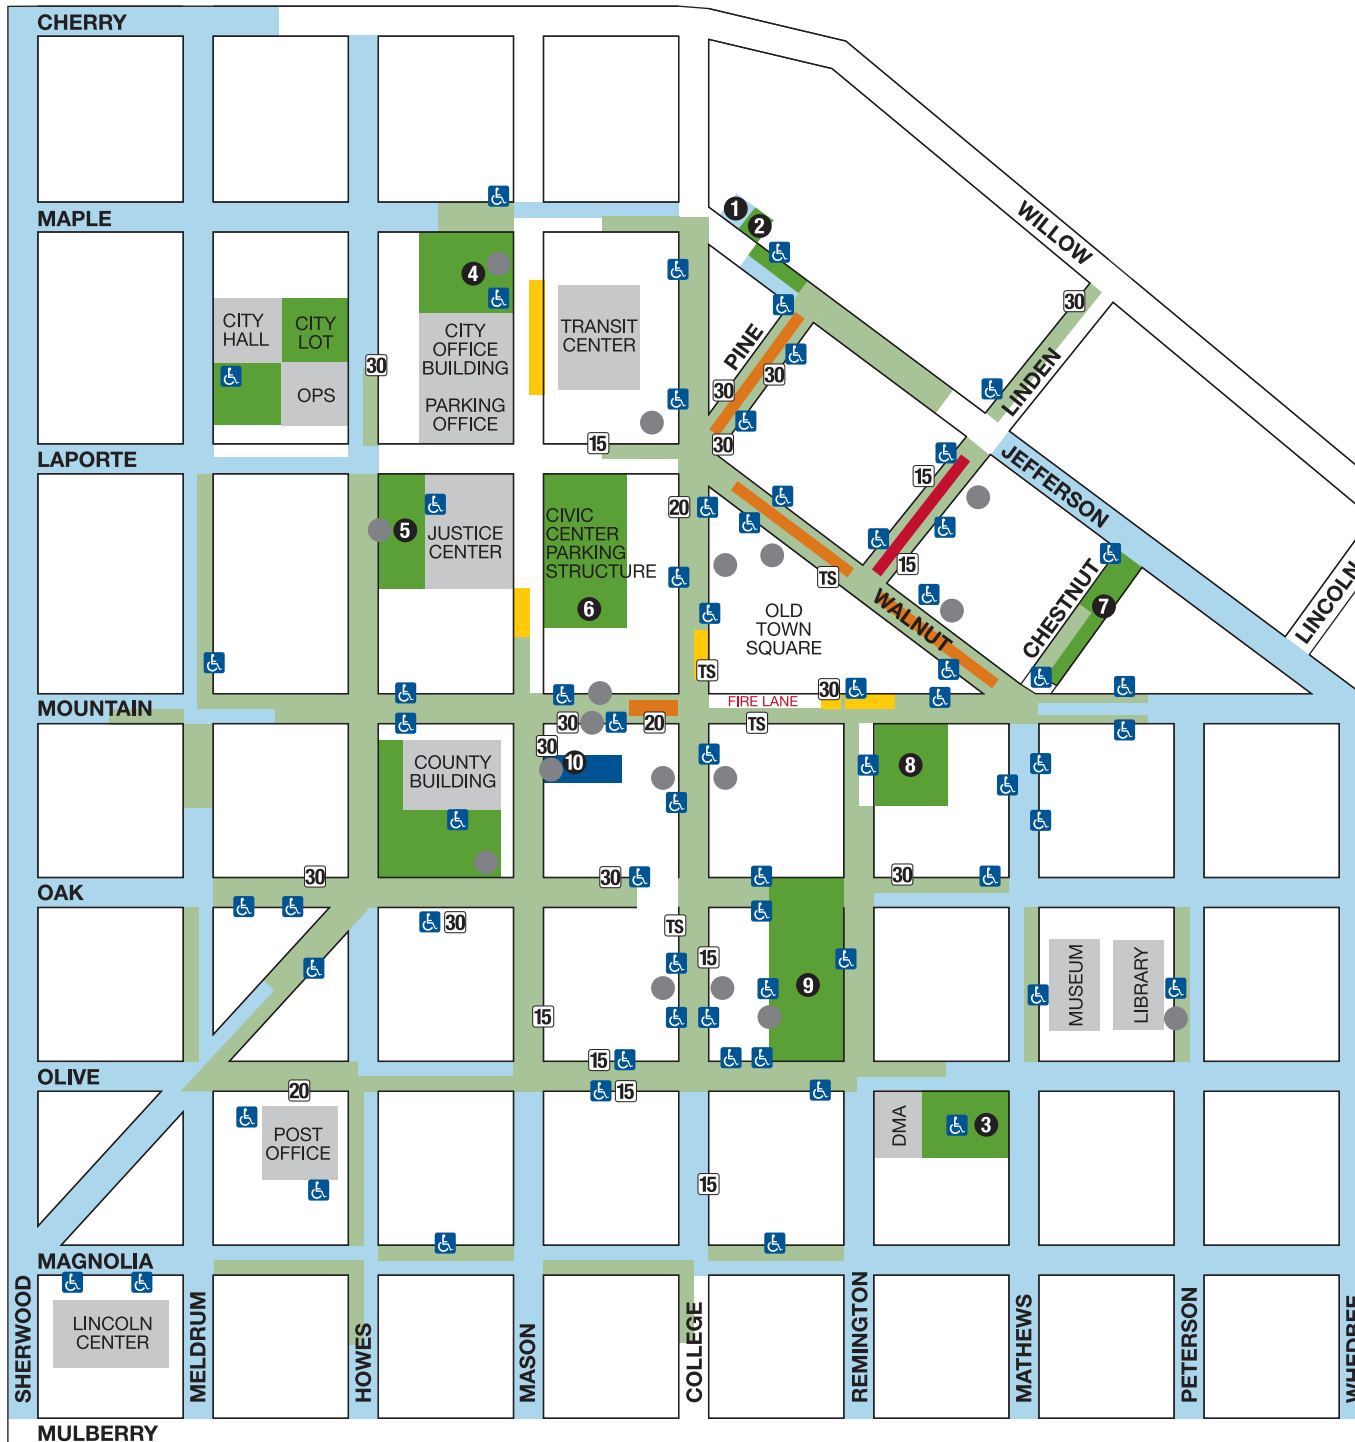 CHERRY
MAPLE
1
2
WILLOW
4
30
CITY
HALL
CITY
LOT
OPS
30
CITY
OFFICE
BUILDING
PARKING
OFFICE
TRANSIT
CENTER
PINE
30
30
30
LINDEN
15
LAPORTE
JEFFERSON
15
20
5
JUSTICE
CENTER
CIVIC
CENTER
PARKING
STRUCTURE
6
TS
15
WALNUT
OLD
TOWN
SQUARE
CHESTNUT
7
LINCOLN
TS
30
MOUNTAIN
FIRE LANE
30
20
TS
30
10
COUNTY
BUILDING
8
30
30
30
OAK
30
TS
15
9
MUSEUM
LIBRARY
15
15
OLIVE
20
15
POST
OFFICE
DMA
3
15
MAGNOLIA
LINCOLN
CENTER
SHERWOOD
MELDRUM
HOWES
MASON
COLLEGE
REMINGTON
MATHEWS
PETERSON
WHEDBEE
MULBERRY